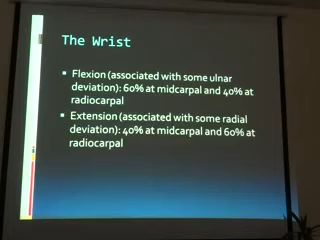 The Wrist
▪ Flexion (associated with some ulnar
deviation): 60% at midcarpal and 40% at
radiocarpal
▪ Extension (associated with some radial
deviation): 40% at midcarpal and 60% at
radiocarpal